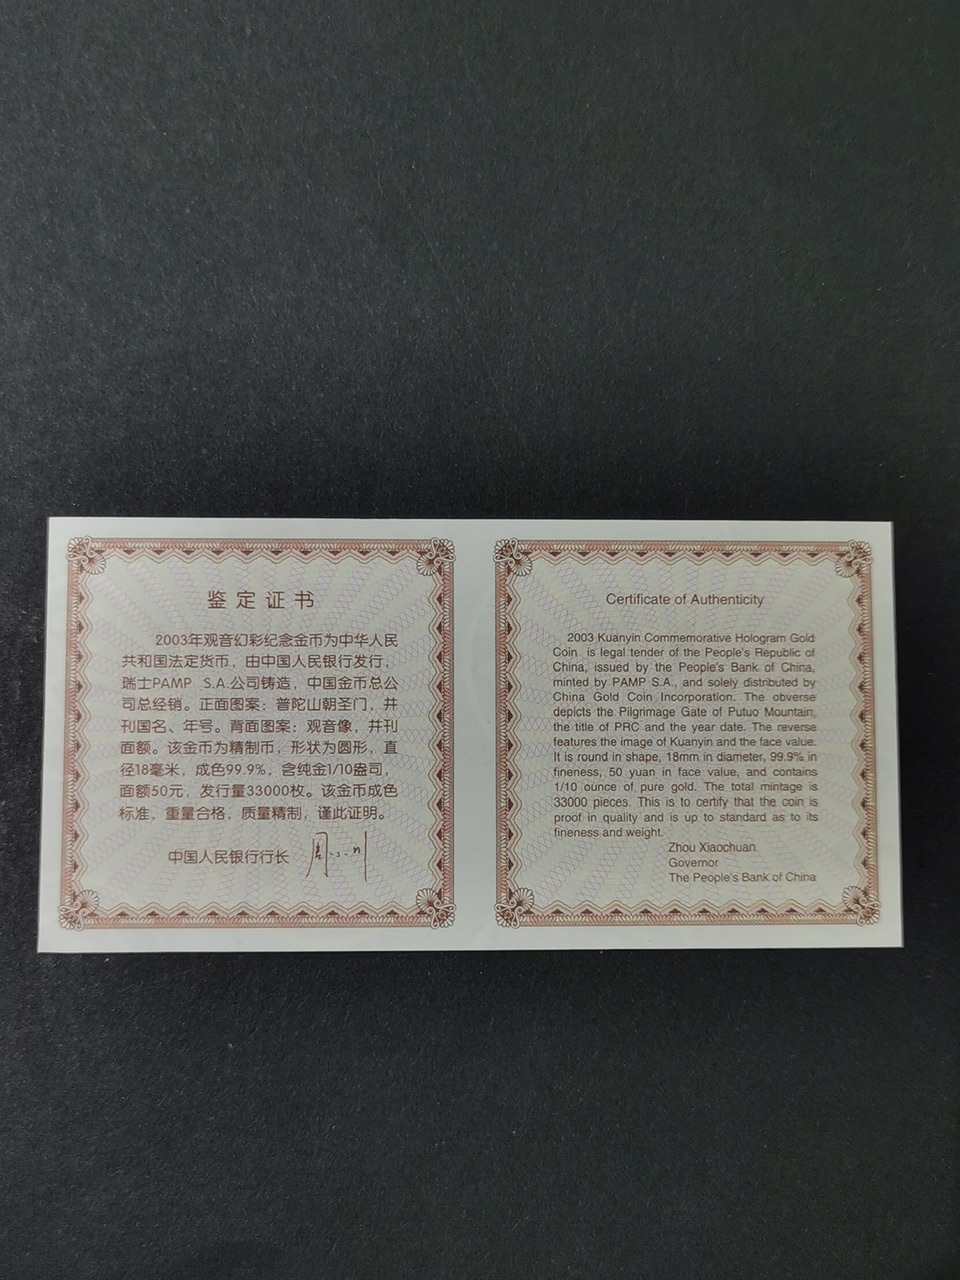 鉴定证书
2003年观音幻彩纪念金币为中华人民
共和国法定货币，由中国人民银行发行，
瑞士PAMP S.A.公司铸造，中国金币总公
司总经销。正面图案：普陀山朝圣门，并
刊国名、年号。背面图案：观音像，并刊
面额。该金币为精制币，形状为圆形，直
径18毫米，成色99.9%，含纯金1/10盎司，
面额50元，发行量33000枚。该金币成色
标准，重量合格，质量精制，谨此证明。
中国人民银行行长 周小川
Certificate of Authenticity
2003 Kuanyin Commemorative Hologram Gold
Coin is legal tender of the People's Republic of
China, issued by the People's Bank of China,
minted by PAMP S.A., and solely distributed by
China Gold Coin Incorporation. The obverse
depicts the Pilgrimage Gate of Putuo Mountain,
the title of PRC and the year date. The reverse
features the image of Kuanyin and the face value.
It is round in shape, 18mm in diameter, 99.9% in
fineness, 50 yuan in face value, and contains
1/10 ounce of pure gold. The total mintage is
33000 pieces. This is to certify that the coin is
proof in quality and is up to standard as to its
fineness and weight.
Zhou Xiaochuan
Governor
The People's Bank of China